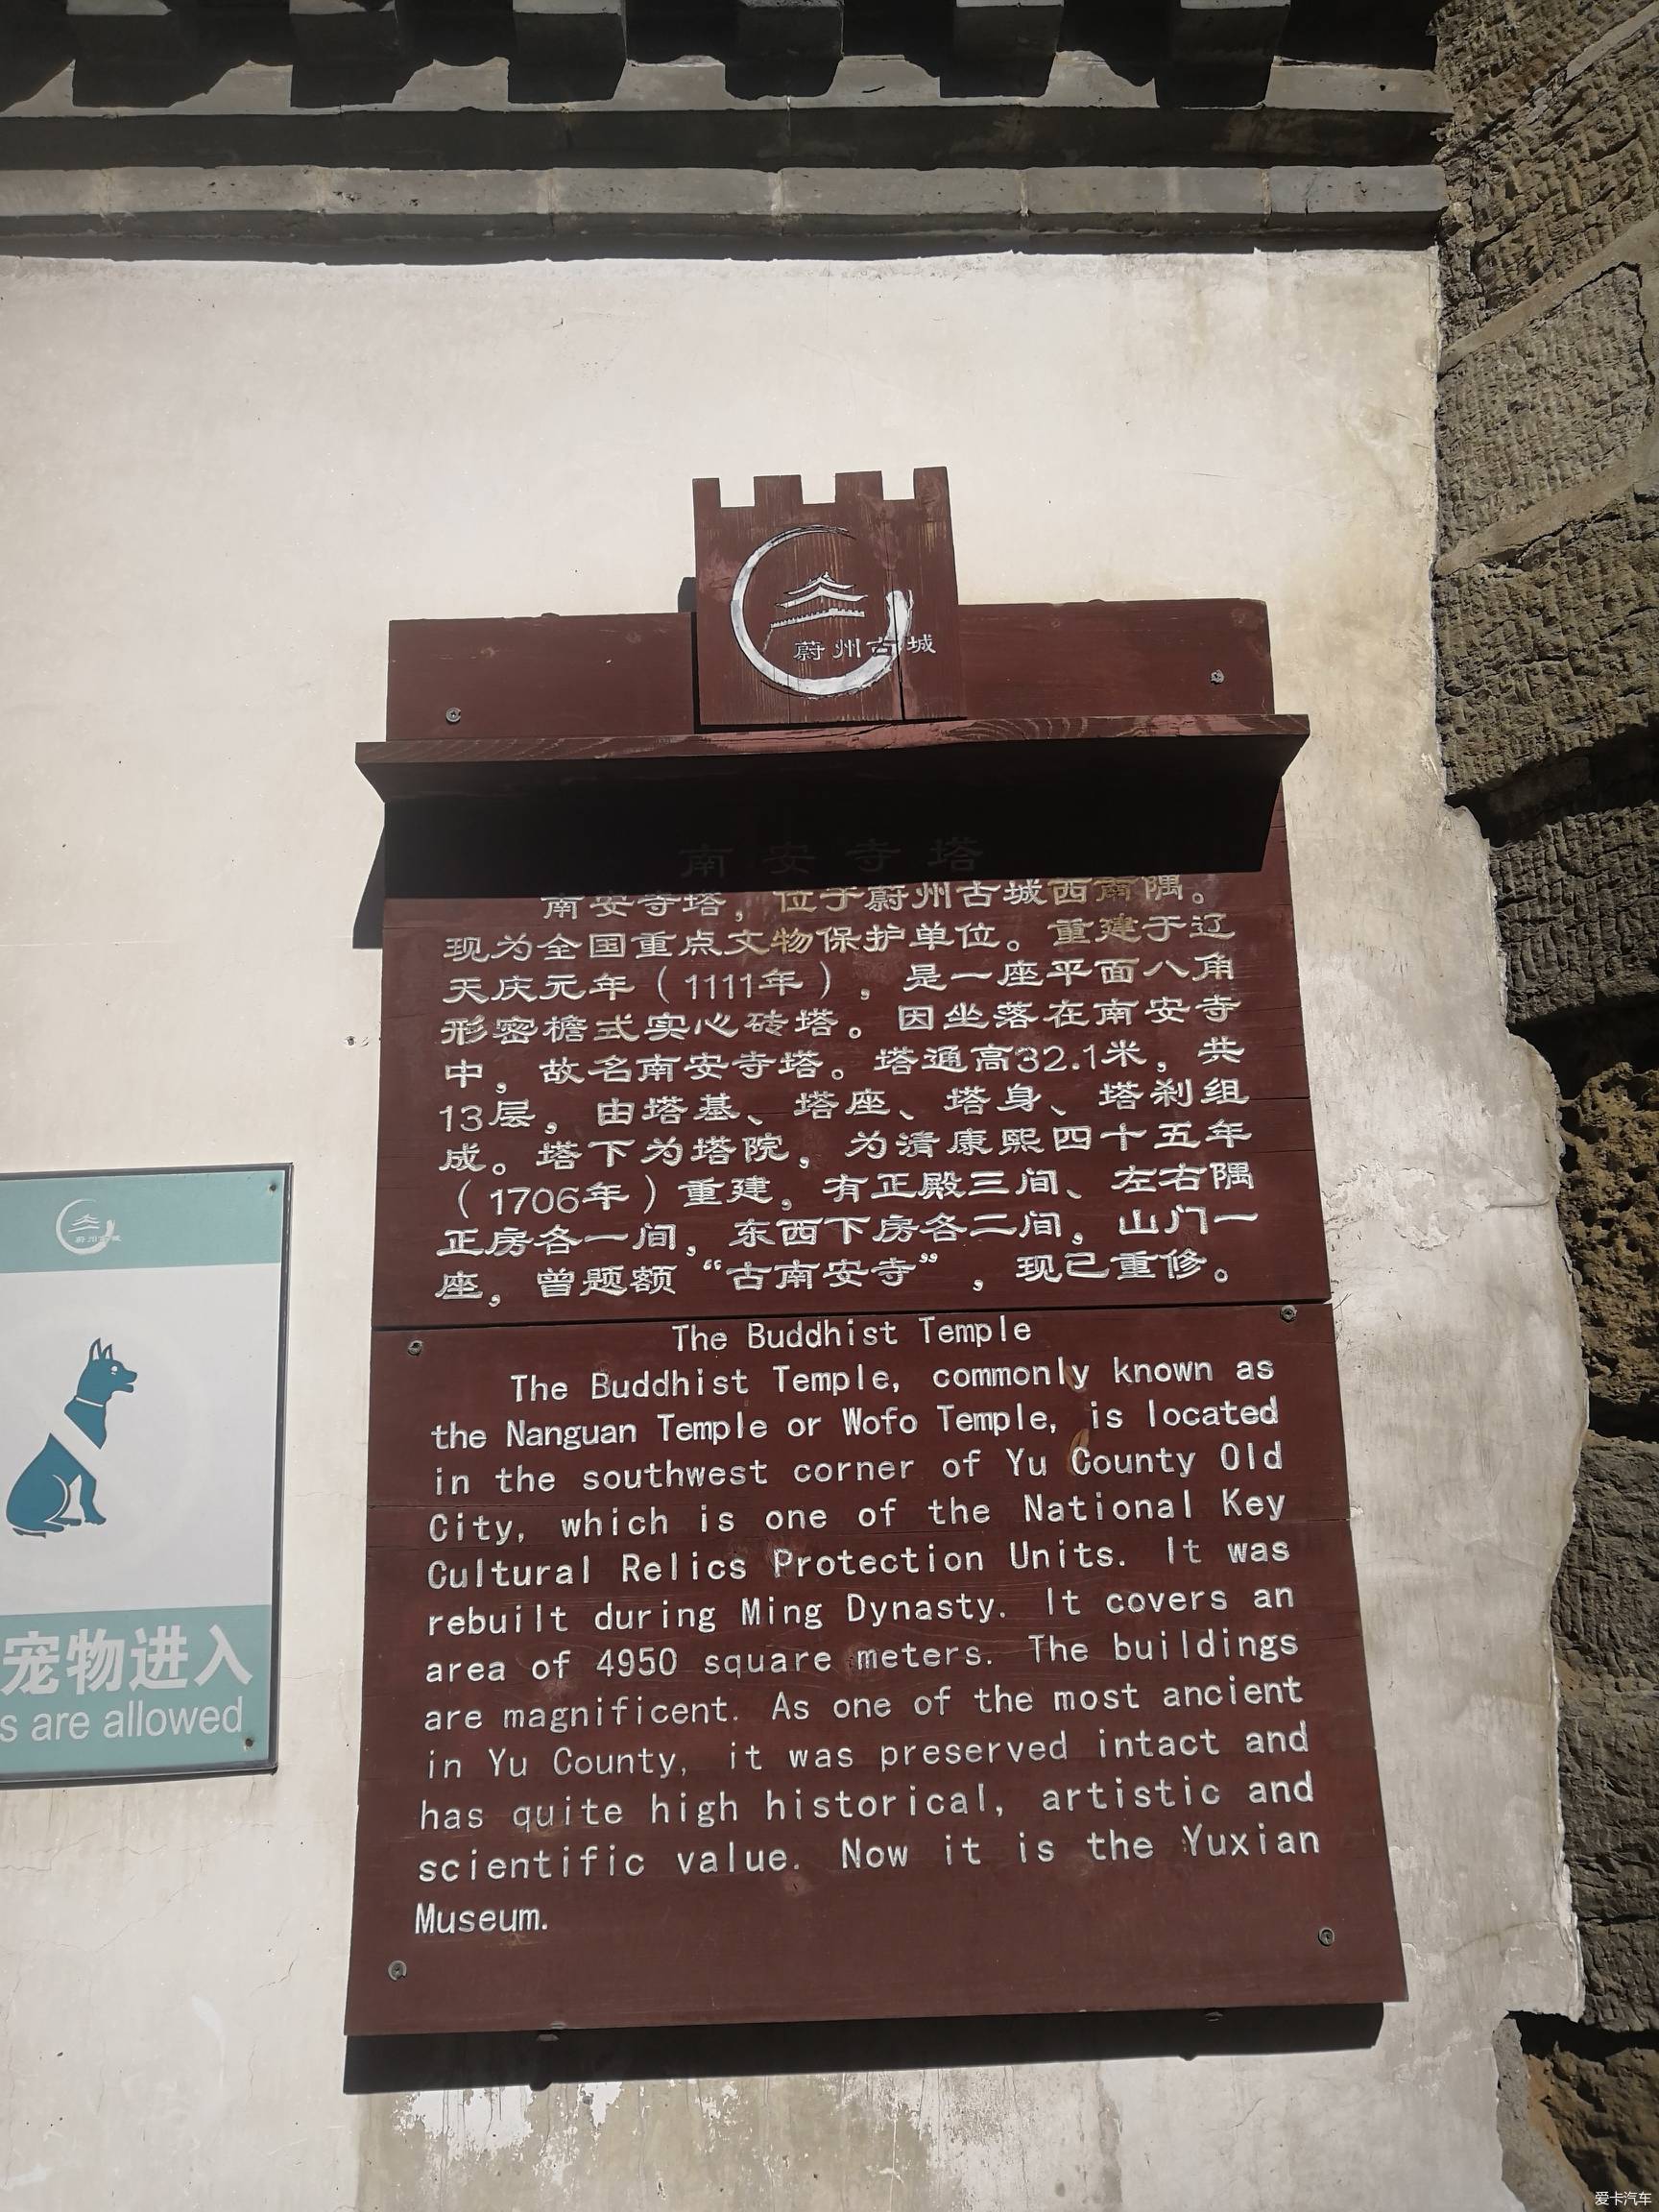 蔚州古城
南安寺塔
南安寺塔，位于蔚州古城西南隅。
现为全国重点文物保护单位。重建于辽
天庆元年（1111年），是一座平面八角
形密檐式实心砖塔。因坐落在南安寺
中，故名南安寺塔。塔通高32.1米，共
13层，由塔基、塔座、塔身、塔刹组
成。塔下为塔院，为清康熙四十五年
（1706年）重建，有正殿三间、左右隅
正房各一间，东西下房各二间，山门一
座，曾题额“古南安寺”，现已重修。
The Buddhist Temple
The Buddhist Temple, commonly known as
the Nanguan Temple or Wofo Temple, is located
in the southwest corner of Yu County Old
City, which is one of the National Key
Cultural Relics Protection Units. It was
rebuilt during Ming Dynasty. It covers an
area of 4950 square meters. The buildings
are magnificent. As one of the most ancient
in Yu County, it was preserved intact and
has quite high historical, artistic and
scientific value. Now it is the Yuxian
Museum.
蔚州古城
宠物进入
s are allowed
爱卡汽车